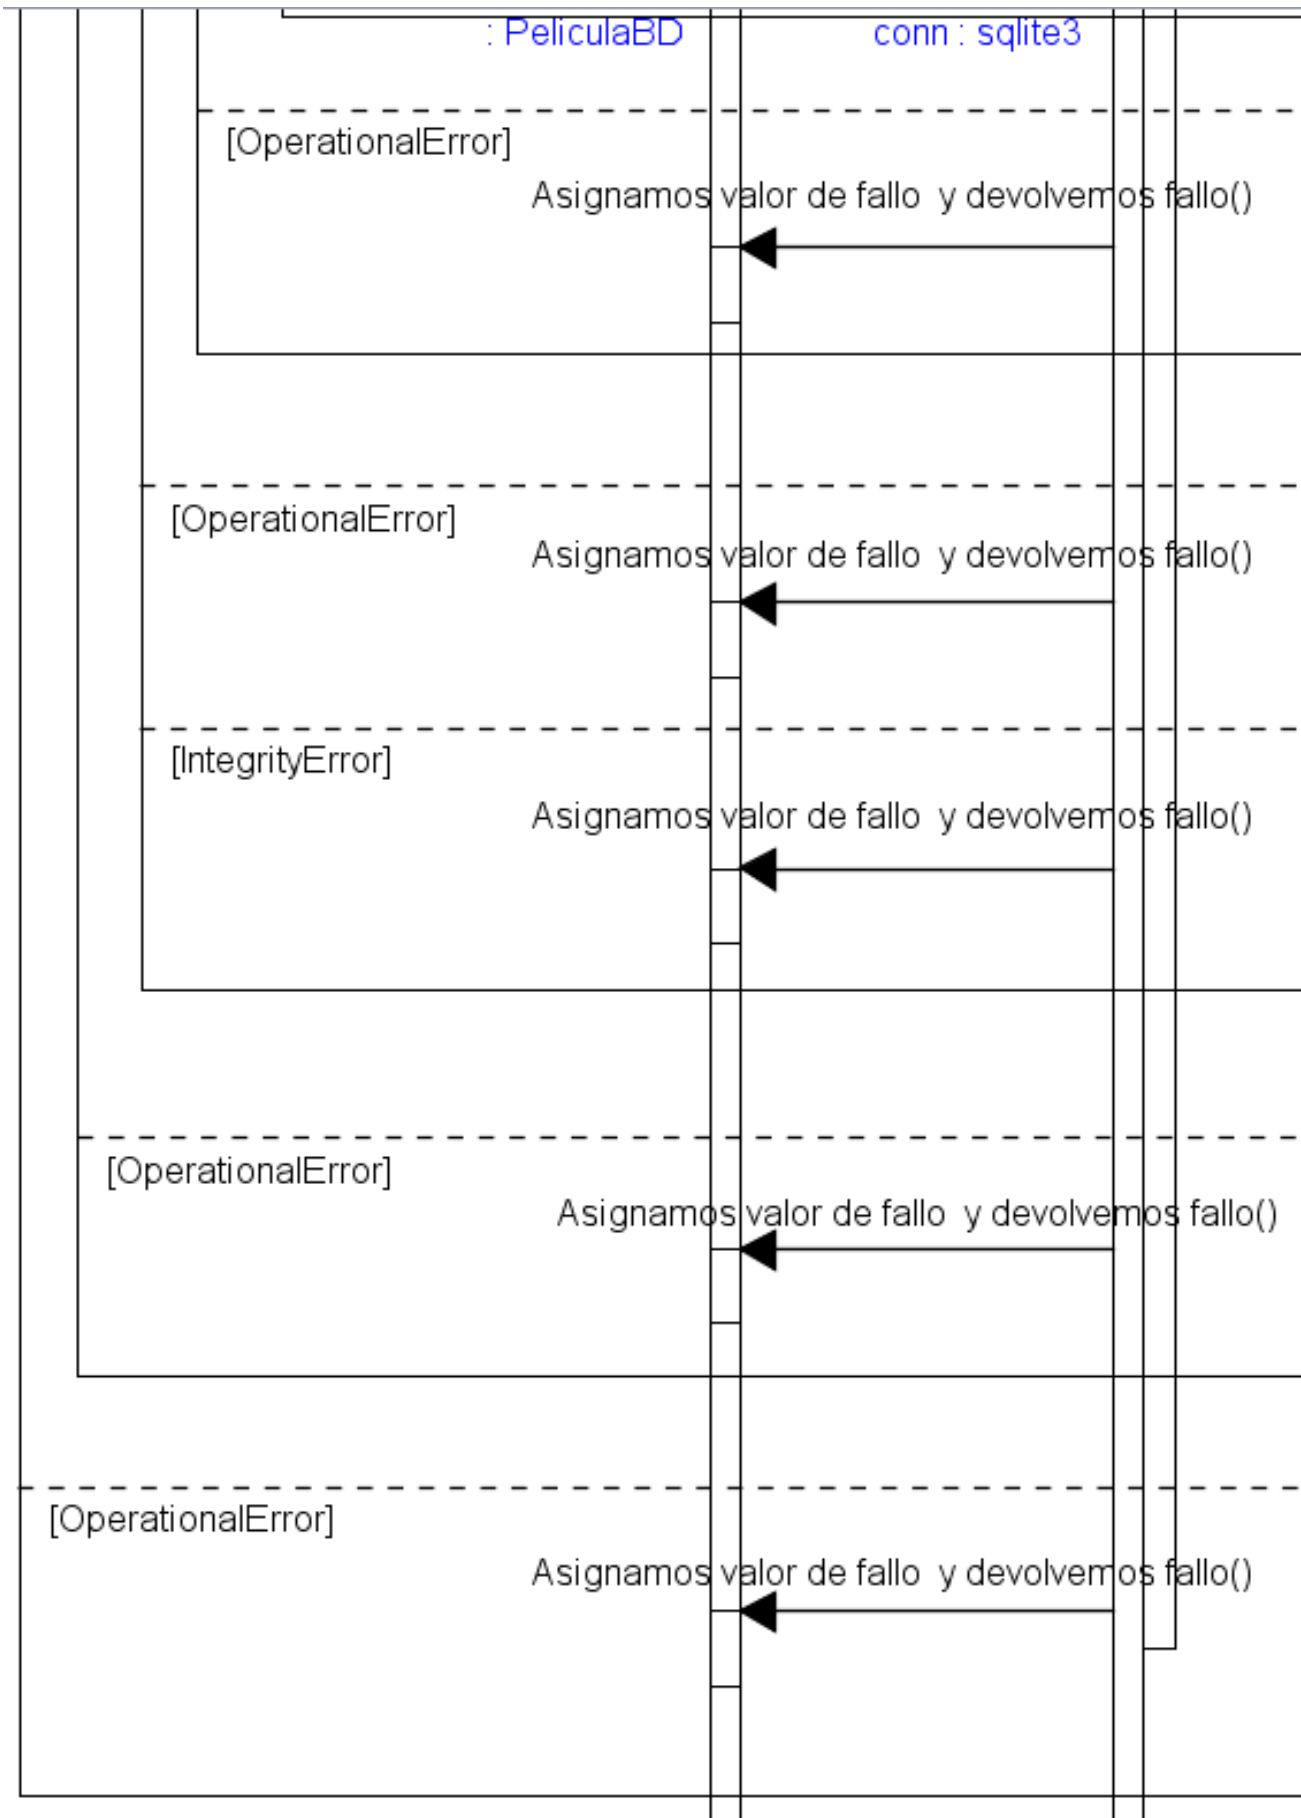 : PeliculaBD conn : sqlite3
[OperationalError]
Asignamos valor de fallo y devolvemos fallo()
[OperationalError]
Asignamos valor de fallo y devolvemos fallo()
[IntegrityError]
Asignamos valor de fallo y devolvemos fallo()
[OperationalError]
Asignamos valor de fallo y devolvemos fallo()
[OperationalError]
Asignamos valor de fallo y devolvemos fallo()